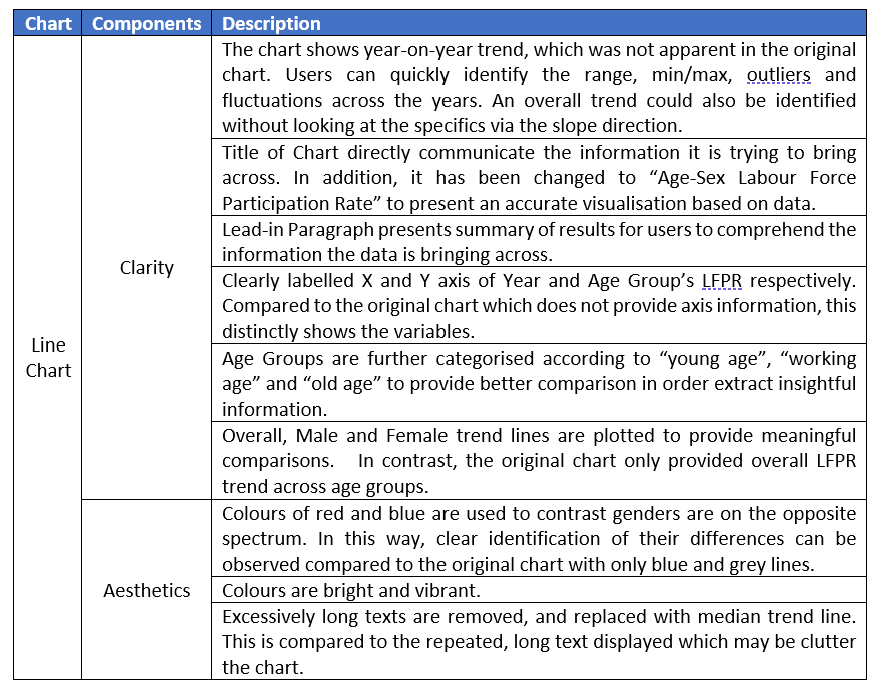 Chart Components Description
The chart shows year-on-year trend, which was not apparent in the original
chart. Users can quickly identify the range, min/max, outliers and
fluctuations across the years. An overall trend could also be identified
without looking at the specifics via the slope direction.
Title of Chart directly communicate the information it is trying to bring
across. In addition, it has been changed to “Age-Sex Labour Force
Participation Rate” to present an accurate visualisation based on data.
Lead-in Paragraph presents summary of results for users to comprehend the
information the data is bringing across.
Clarity
Clearly labelled X and Y axis of Year and Age Group’s LFPR respectively.
Compared to the original chart which does not provide axis information, this
distinctly shows the variables.
Line
Chart
Age Groups are further categorised according to “young age”, “working
age” and “old age” to provide better comparison in order extract insightful
information.
Overall, Male and Female trend lines are plotted to provide meaningful
comparisons. In contrast, the original chart only provided overall LFPR
trend across age groups.
Colours of red and blue are used to contrast genders are on the opposite
spectrum. In this way, clear identification of their differences can be
observed compared to the original chart with only blue and grey lines.
Aesthetics
Colours are bright and vibrant.
Excessively long texts are removed, and replaced with median trend line.
This is compared to the repeated, long text displayed which may be clutter
the chart.